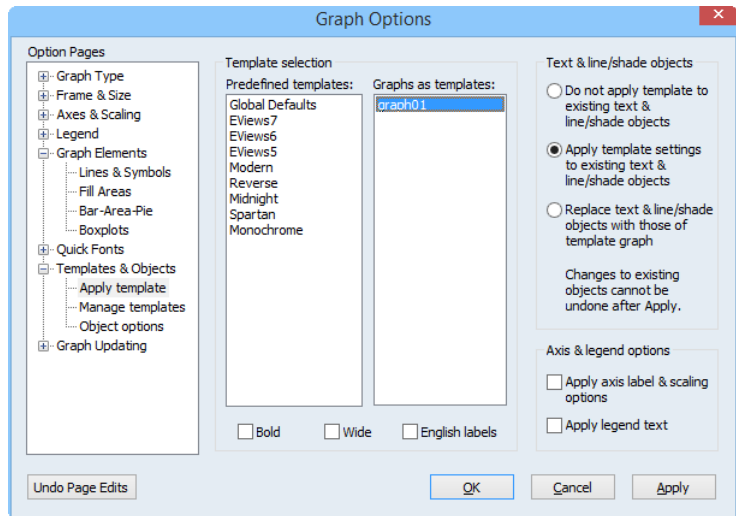 Graph Options
Option Pages
Graph Type
Frame & Size
Axes & Scaling
Legend
Graph Elements
Lines & Symbols
Fill Areas
Bar-Area-Pie
Boxplots
Quick Fonts
Templates & Objects
Apply template
Manage templates
Object options
Graph Updating
Undo Page Edits
Template selection
Predefined templates:
Global Defaults
EViews7
EViews6
EViews5
Modern
Reverse
Midnight
Spartan
Monochrome
Graphs as templates:
graph01
Bold
Wide
English labels
Text & line/shade objects
Do not apply template to
existing text &
line/shade objects
Apply template settings
to existing text &
line/shade objects
Replace text & line/shade
objects with those of
template graph
Changes to existing
objects cannot be
undone after Apply.
Axis & legend options
Apply axis label & scaling
options
Apply legend text
OK
Cancel
Apply